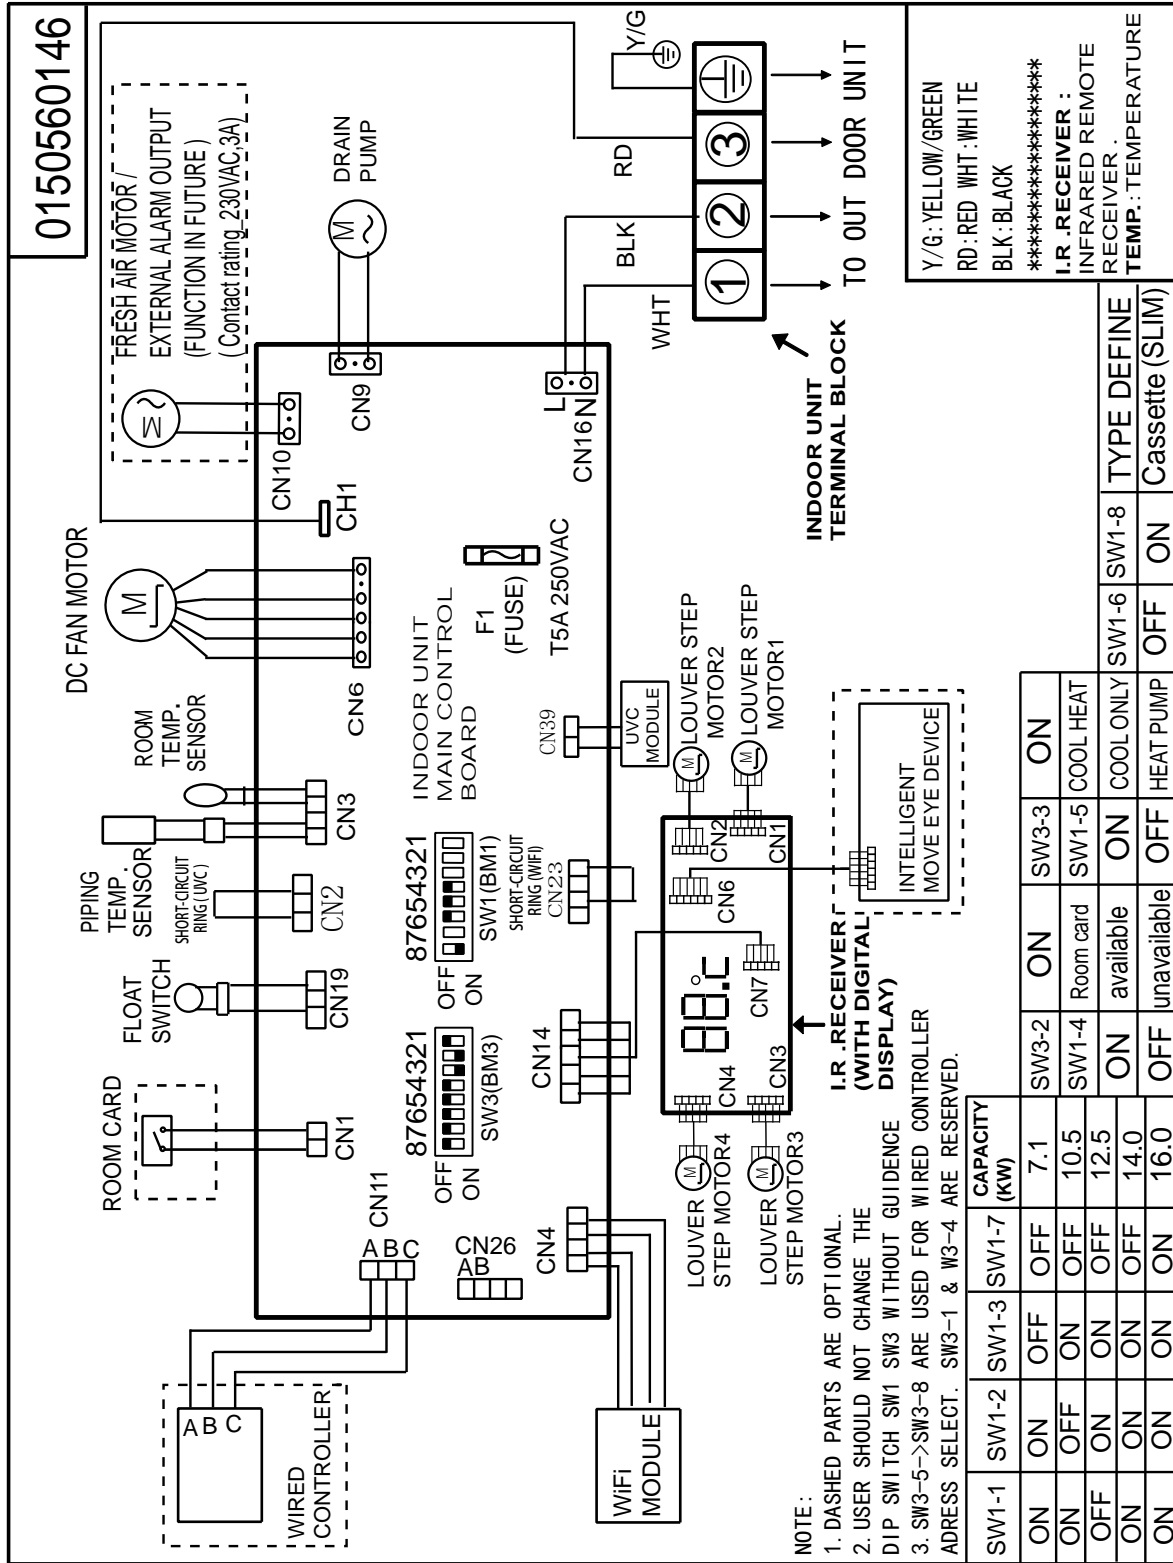 0150560146
FRESH AIR MOTOR /
EXTERNAL ALARM OUTPUT
(FUNCTION IN FUTURE )
( Contact rating_230VAC,3A)
M
DRAIN
PUMP
M
DC FAN MOTOR
M
ROOM
TEMP.
SENSOR
PIPING
TEMP.
SENSOR
SHORT-CIRCUIT
RING ( UVC )
FLOAT
SWITCH
ROOM CARD
WIRED
CONTROLLER
A B C
CN11
A B C
CN1
CN19
CN2
CN3
CN6
CH1
CN10
CN9
CN26
AB
CN4
87654321
OFF
ON
SW3(BM3)
87654321
OFF
ON
SW1(BM1)
INDOOR UNIT
MAIN CONTROL
BOARD
F1
(FUSE)
T5A 250VAC
CN14
SHORT-CIRCUIT
RING (WIFI)
CN23
CN39
UVC
MODULE
L
N
CN16
WHT
BLK
RD
Y/G
1
2
3
TO OUT DOOR UNIT
INDOOR UNIT
TERMINAL BLOCK
WiFi
MODULE
LOUVER
STEP MOTOR4
M
LOUVER
STEP MOTOR3
M
CN4
CN3
88.°C
CN7
CN6
CN2
CN1
M
LOUVER STEP
MOTOR2
M
LOUVER STEP
MOTOR1
I.R .RECEIVER
(WITH DIGITAL
DISPLAY)
INTELLIGENT
MOVE EYE DEVICE
NOTE:
1. DASHED PARTS ARE OPTIONAL.
2. USER SHOULD NOT CHANGE THE
DIP SWITCH SW1 SW3 WITHOUT GUIDENCE
3. SW3-5->SW3-8 ARE USED FOR WIRED CONTROLLER
ADRESS SELECT. SW3-1 & W3-4 ARE RESERVED.
Y/G:YELLOW/GREEN
RD:RED WHT:WHITE
BLK:BLACK
******************
I.R .RECEIVER :
INFRARED REMOTE
RECEIVER .
TEMP.:TEMPERATURE
SW1-1 SW1-2 SW1-3 SW1-7 CAPACITY (KW)
ON ON OFF OFF 7.1
ON OFF ON OFF 10.5
OFF ON ON OFF 12.5
ON ON ON OFF 14.0
ON ON ON ON 16.0
SW3-2 ON SW3-3 ON
SW1-4 Room card SW1-5 COOL HEAT
ON available ON COOL ONLY SW1-6 SW1-8 TYPE DEFINE
OFF unavailable OFF HEAT PUMP OFF ON Cassette (SLIM)